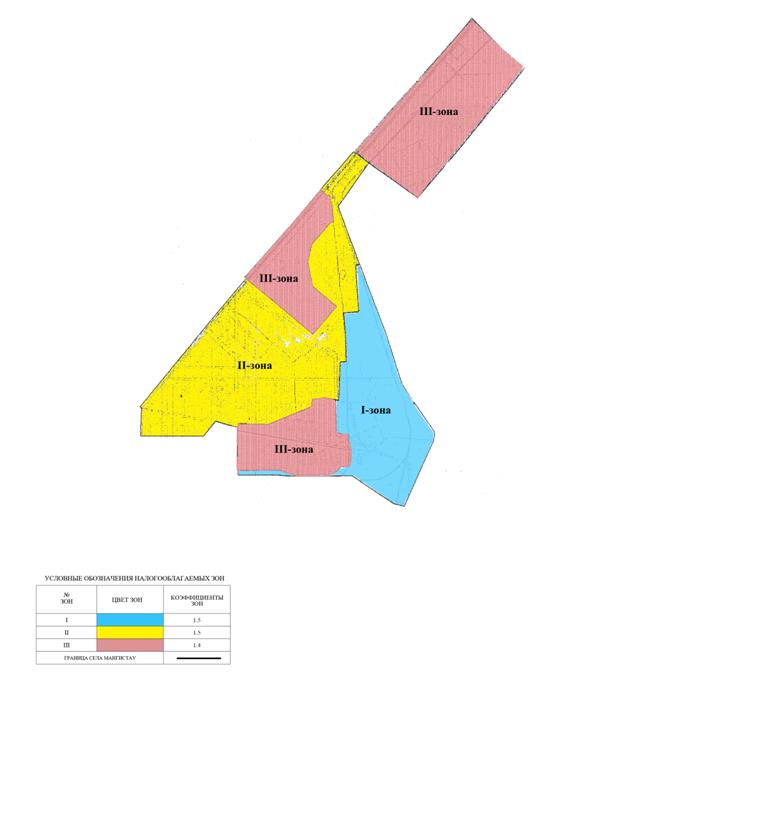 III-зона
III-зона
II-зона
I-зона
III-зона
УСЛОВНЫЕ ОБОЗНАЧЕНИЯ НАЛОГООБЛАГАЕМЫХ ЗОН
№ ЗОН ЦВЕТ ЗОН КОЭФФИЦИЕНТЫ ЗОН
I 1.5
II 1.5
III 1.4
ГРАНИЦА СЕЛА МАНГИСТАУ